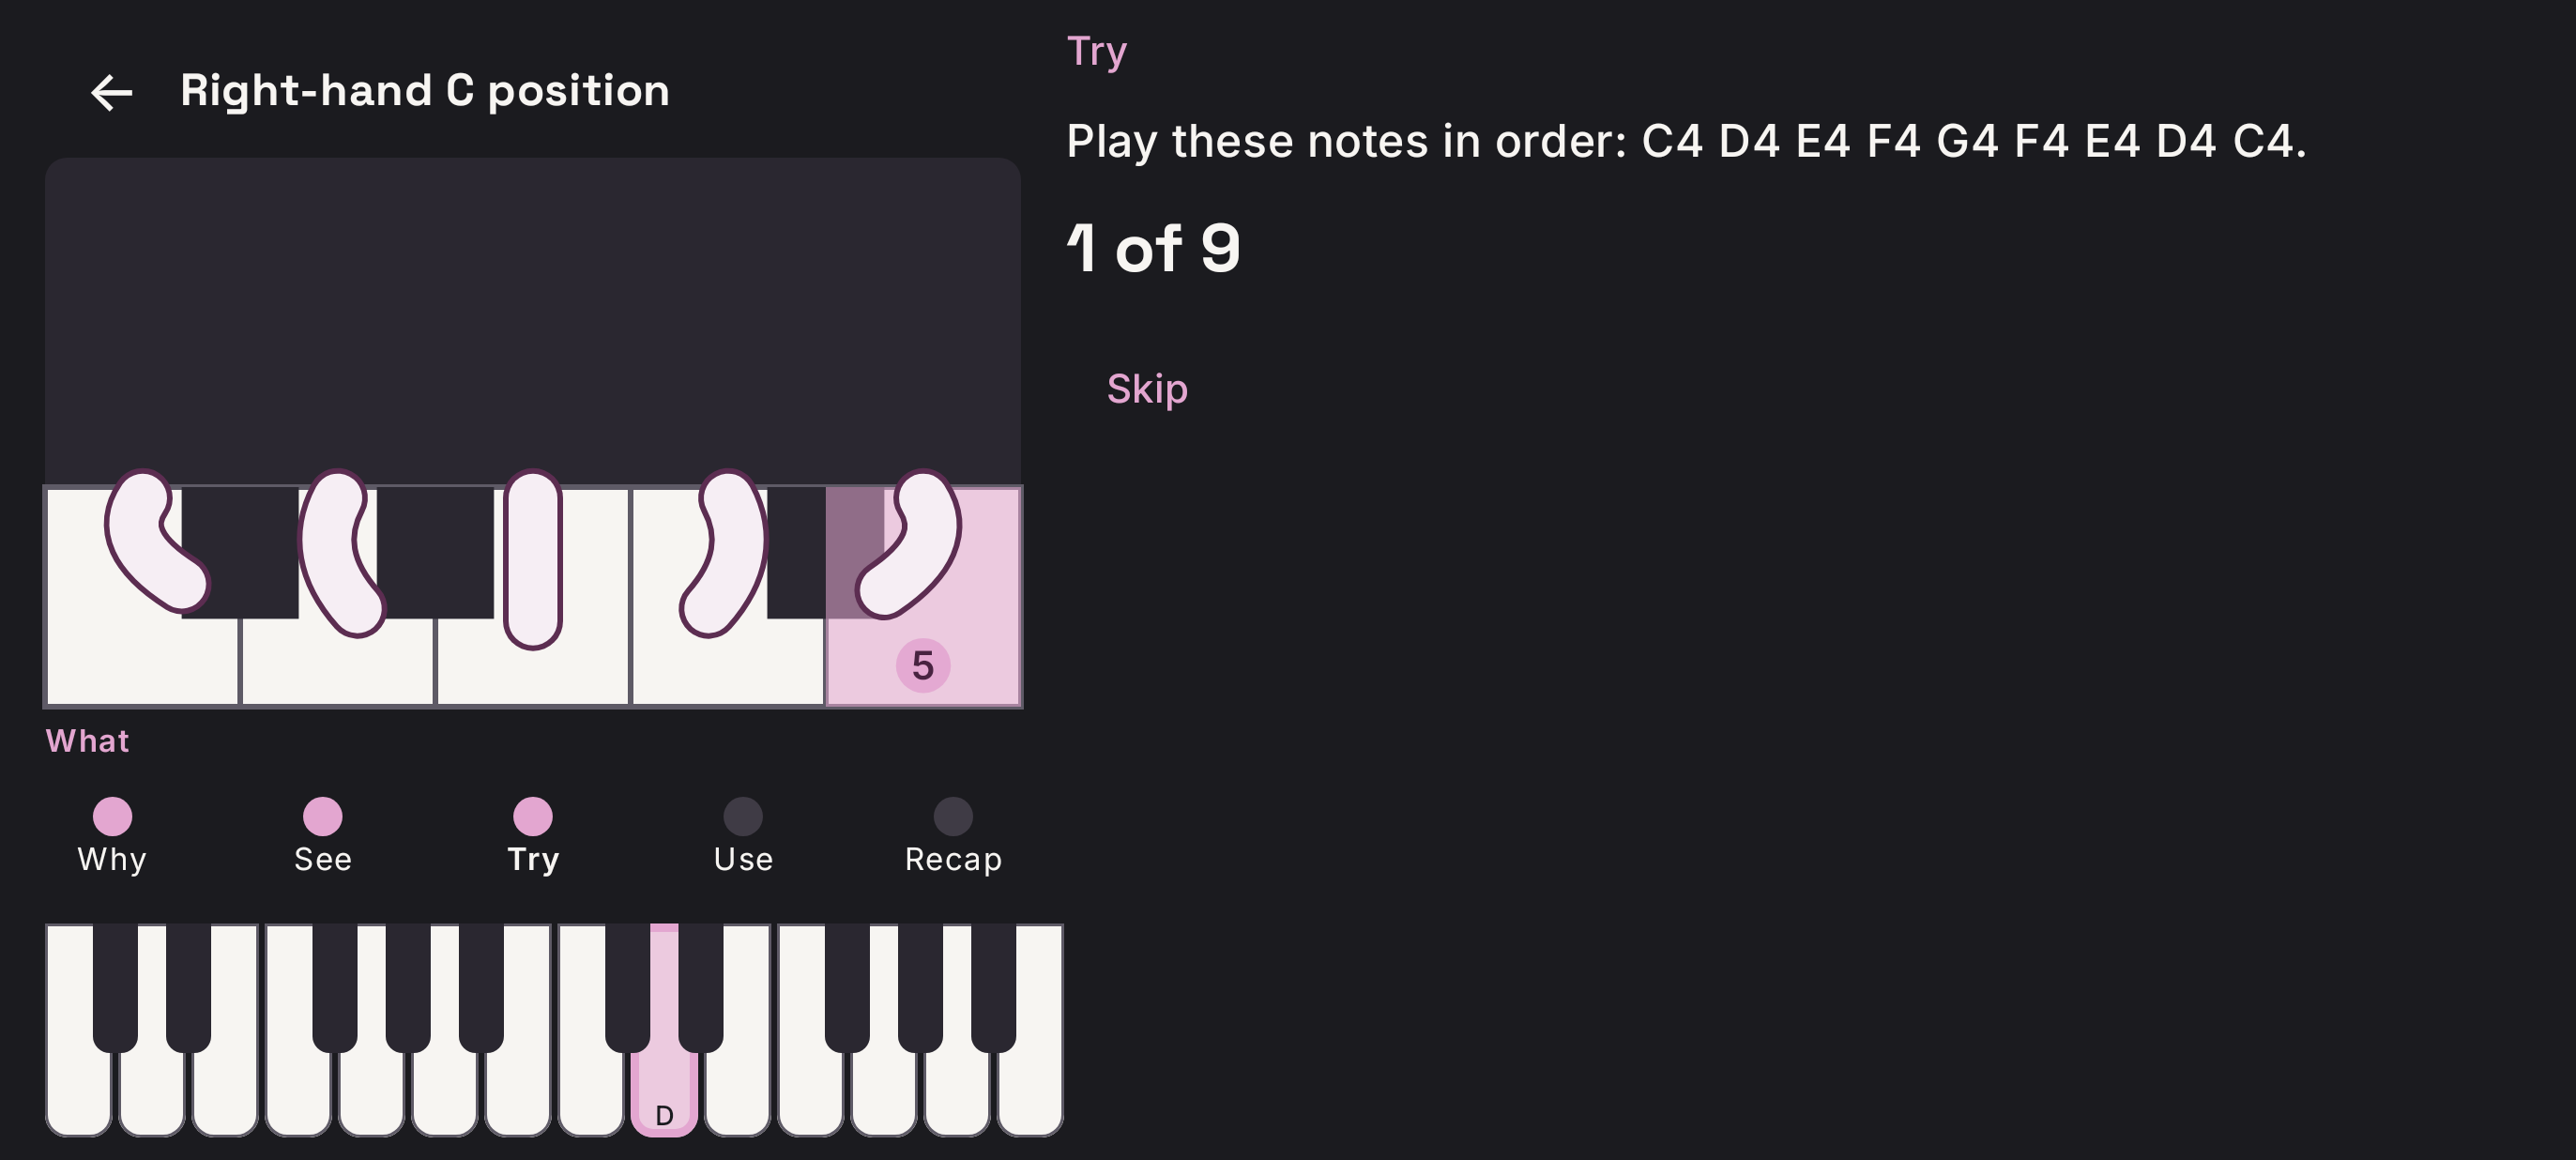 Right-hand C position
5
What
Why
See
Try
Use
Recap
D
Try
Play these notes in order: C4 D4 E4 F4 G4 F4 E4 D4 C4.
1 of 9
Skip